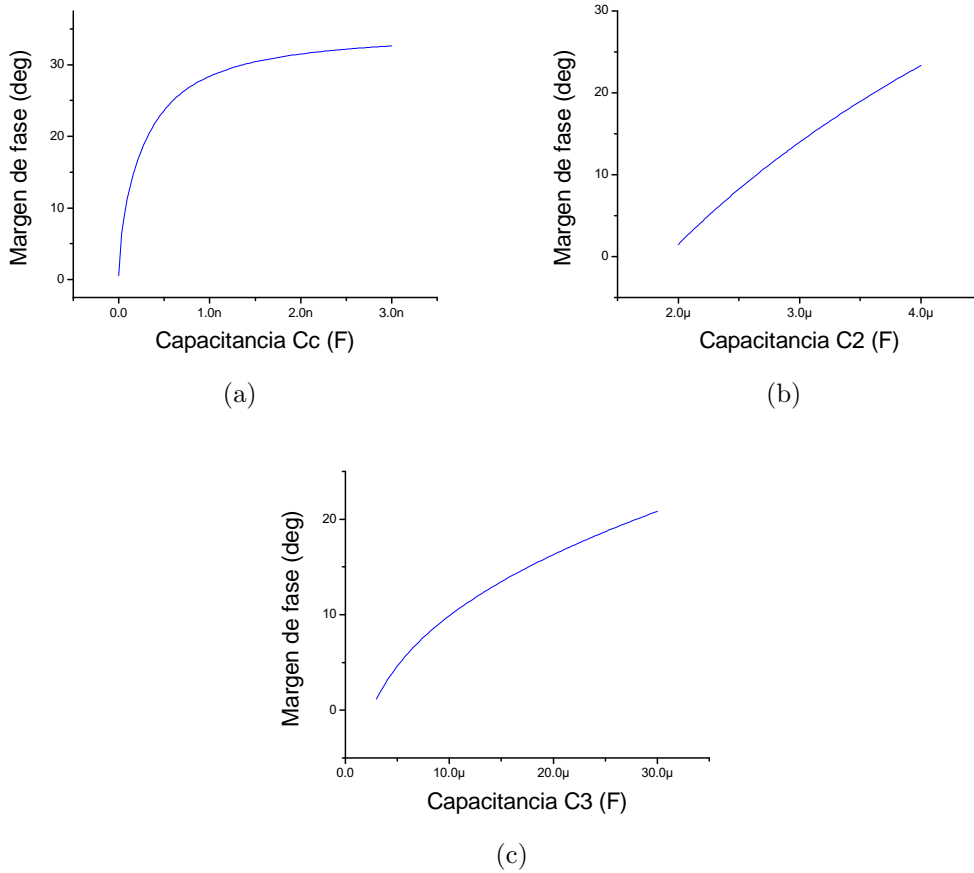 Margen de fase (deg)
30
20
10
0
0.0
1.0n
2.0n
3.0n
Capacitancia Cc (F)
(a)
Margen de fase (deg)
30
20
10
0
2.0µ
3.0µ
4.0µ
Capacitancia C2 (F)
(b)
Margen de fase (deg)
20
10
0
0.0
10.0µ
20.0µ
30.0µ
Capacitancia C3 (F)
(c)